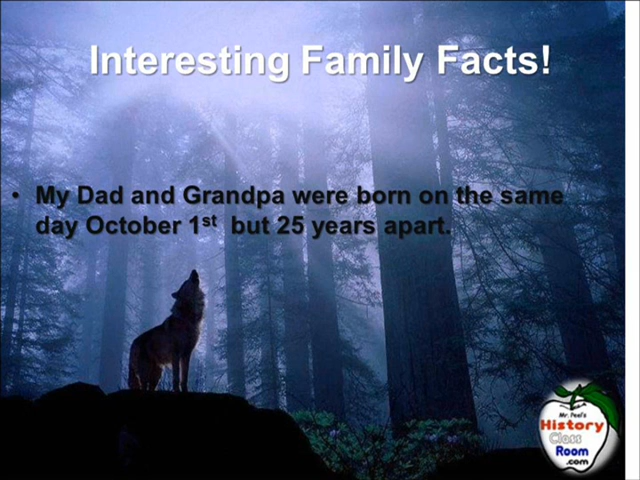 Interesting Family Facts!
• My Dad and Grandpa were born on the same
day October 1st but 25 years apart.
Mr. Peel's
History
Class
Room
.com